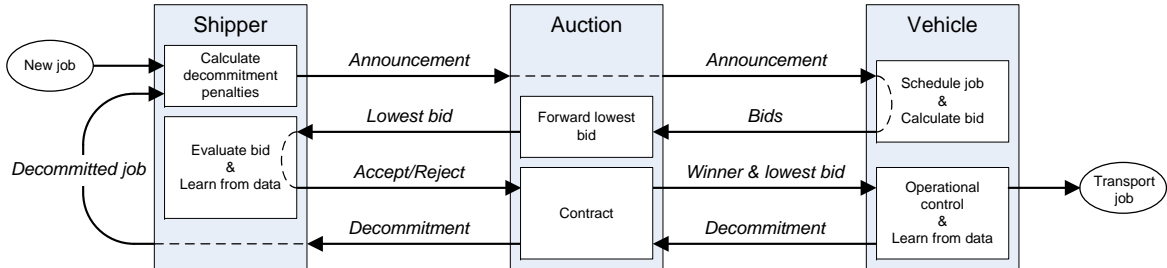 Shipper
Auction
Vehicle
New job
Calculate
decommitment
penalties
Announcement
Announcement
Schedule job
&
Calculate bid
Lowest bid
Forward lowest
bid
Bids
Decommitted job
Evaluate bid
&
Learn from data
Accept/Reject
Contract
Winner & lowest bid
Operational
control
&
Learn from data
Transport
job
Decommitment
Decommitment